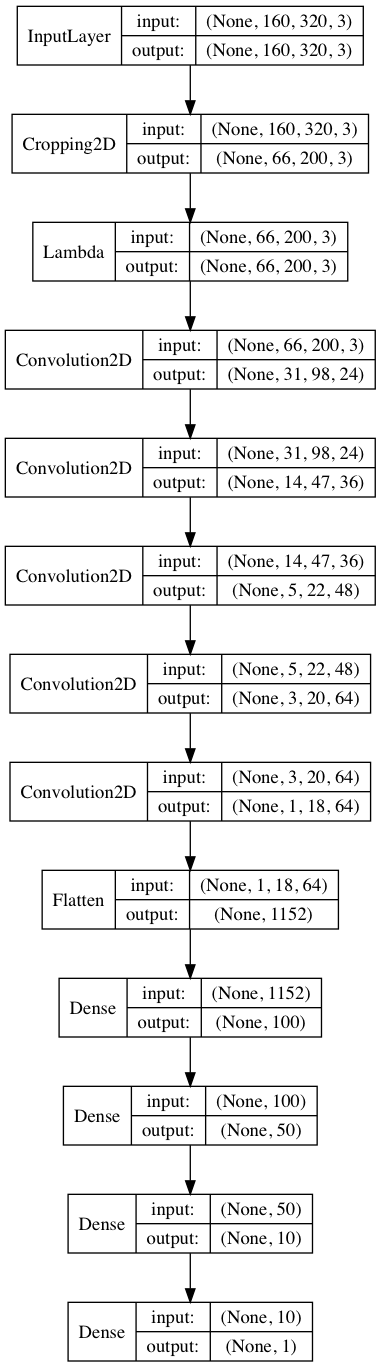 InputLayer
input: (None, 160, 320, 3)
output: (None, 160, 320, 3)
Cropping2D
input: (None, 160, 320, 3)
output: (None, 66, 200, 3)
Lambda
input: (None, 66, 200, 3)
output: (None, 66, 200, 3)
Convolution2D
input: (None, 66, 200, 3)
output: (None, 31, 98, 24)
Convolution2D
input: (None, 31, 98, 24)
output: (None, 14, 47, 36)
Convolution2D
input: (None, 14, 47, 36)
output: (None, 5, 22, 48)
Convolution2D
input: (None, 5, 22, 48)
output: (None, 3, 20, 64)
Convolution2D
input: (None, 3, 20, 64)
output: (None, 1, 18, 64)
Flatten
input: (None, 1, 18, 64)
output: (None, 1152)
Dense
input: (None, 1152)
output: (None, 100)
Dense
input: (None, 100)
output: (None, 50)
Dense
input: (None, 50)
output: (None, 10)
Dense
input: (None, 10)
output: (None, 1)